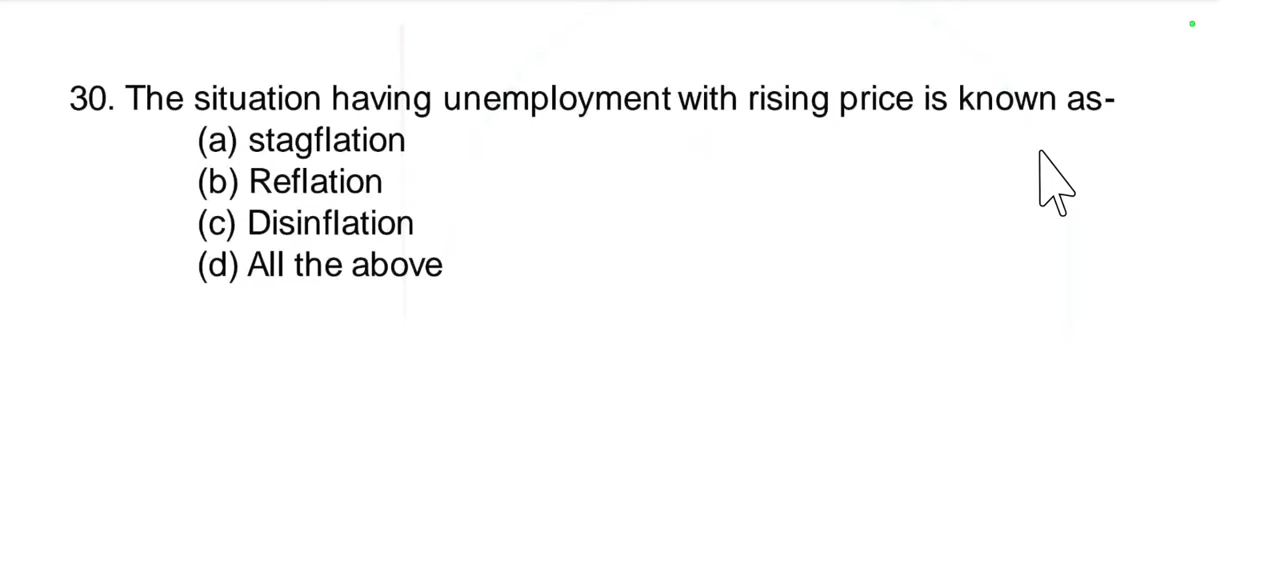 30. The situation having unemployment with rising price is known as-
(a) stagflation
(b) Reflation
(c) Disinflation
(d) All the above